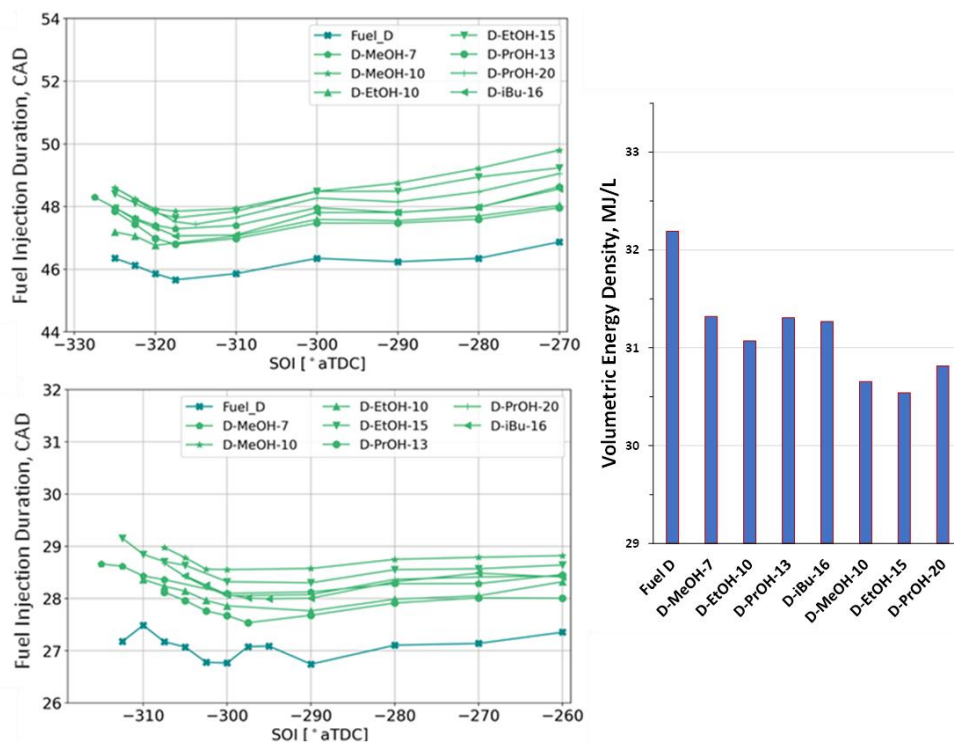 54
52
50
48
46
44
Fuel Injection Duration, CAD
Fuel_D
D-MeOH-7
D-MeOH-10
D-EtOH-10
D-EtOH-15
D-PrOH-13
D-PrOH-20
D-iBu-16
−330 −320 −310 −300 −290 −280 −270
SOI [°aTDC]
32
31
30
29
28
27
26
Fuel Injection Duration, CAD
Fuel_D
D-MeOH-7
D-MeOH-10
D-EtOH-10
D-EtOH-15
D-PrOH-13
D-PrOH-20
D-iBu-16
−310 −300 −290 −280 −270 −260
SOI [°aTDC]
Volumetric Energy Density, MJ/L
33
32
31
30
29
Fuel D
D-MeOH-7
D-EtOH-10
D-PrOH-13
D-iBu-16
D-MeOH-10
D-EtOH-15
D-PrOH-20